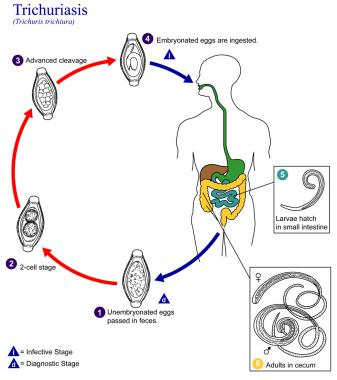 Trichuriasis
(Trichuris trichiura)
4 Embryonated eggs are ingested.
3 Advanced cleavage
i
5
Larvae hatch
in small intestine
2
2-cell stage
d
1 Unembryonated eggs
passed in feces.
♀
♂
6 Adults in cecum
i = Infective Stage
d = Diagnostic Stage